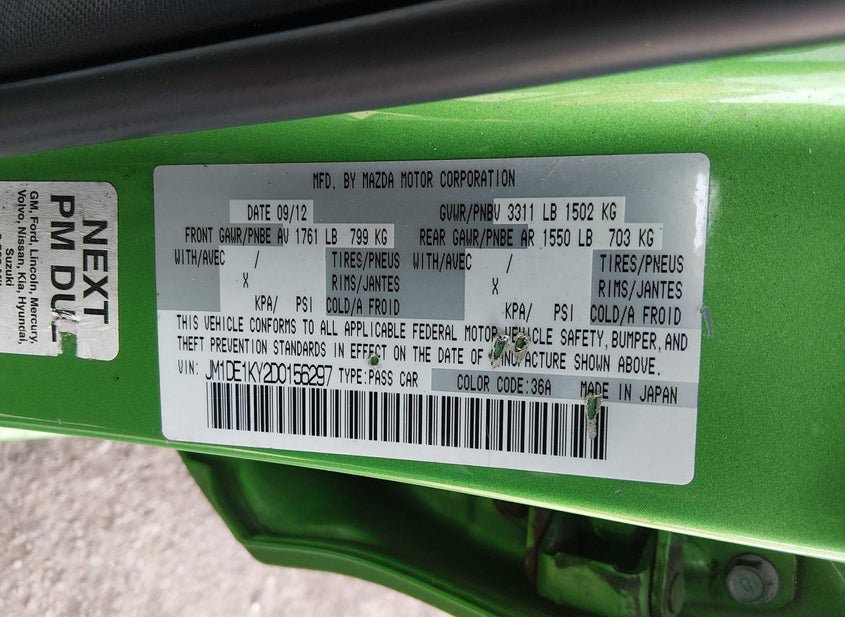 MFD. BY MAZDA MOTOR CORPORATION
DATE 09/12 GVWR/PNBV 3311 LB 1502 KG
FRONT GAWR/PNBE AV 1761 LB 799 KG REAR GAWR/PNBE AR 1550 LB 703 KG
WITH/AVEC / TIRES/PNEUS WITH/AVEC / TIRES/PNEUS
X RIMS/JANTES X RIMS/JANTES
KPA/ PSI COLD/A FROID KPA/ PSI COLD/A FROID
THIS VEHICLE CONFORMS TO ALL APPLICABLE FEDERAL MOTOR VEHICLE SAFETY, BUMPER, AND
THEFT PREVENTION STANDARDS IN EFFECT ON THE DATE OF MANUFACTURE SHOWN ABOVE.
VIN: JM1DE1KY2D0156297 TYPE:PASS CAR COLOR CODE:36A MADE IN JAPAN
NEXT
PM DUE
GM, Ford, Lincoln, Mercury,
Volvo, Nissan, Kia, Hyundai,
Suzuki